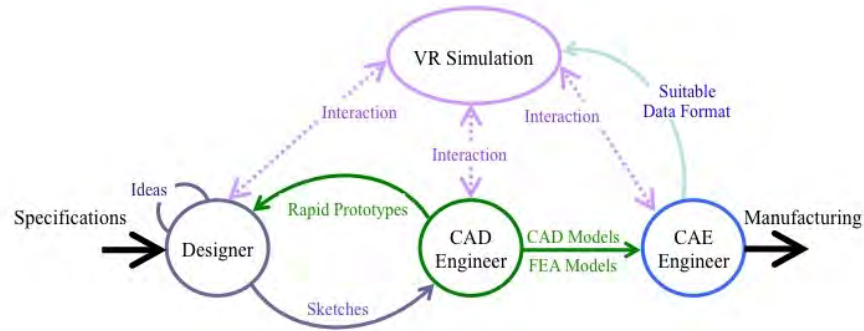 VR Simulation
Suitable
Data Format
Interaction
Interaction
Interaction
Ideas
Specifications
Rapid Prototypes
Manufacturing
Designer
CAD
Engineer
CAD Models
FEA Models
CAE
Engineer
Sketches